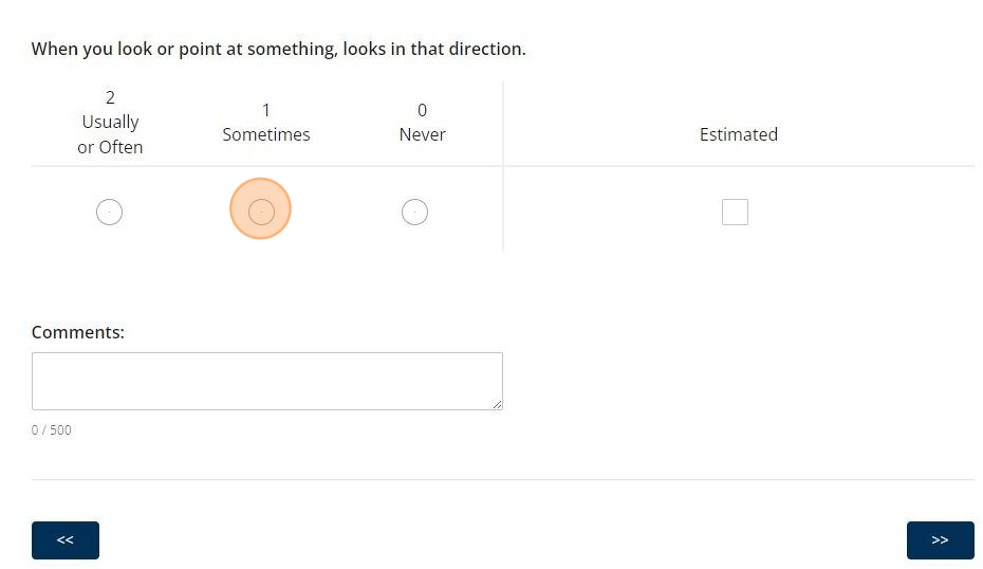 When you look or point at something, looks in that direction.
2
Usually
or Often
1
Sometimes
0
Never
Estimated
Comments:
0 / 500
<<
>>